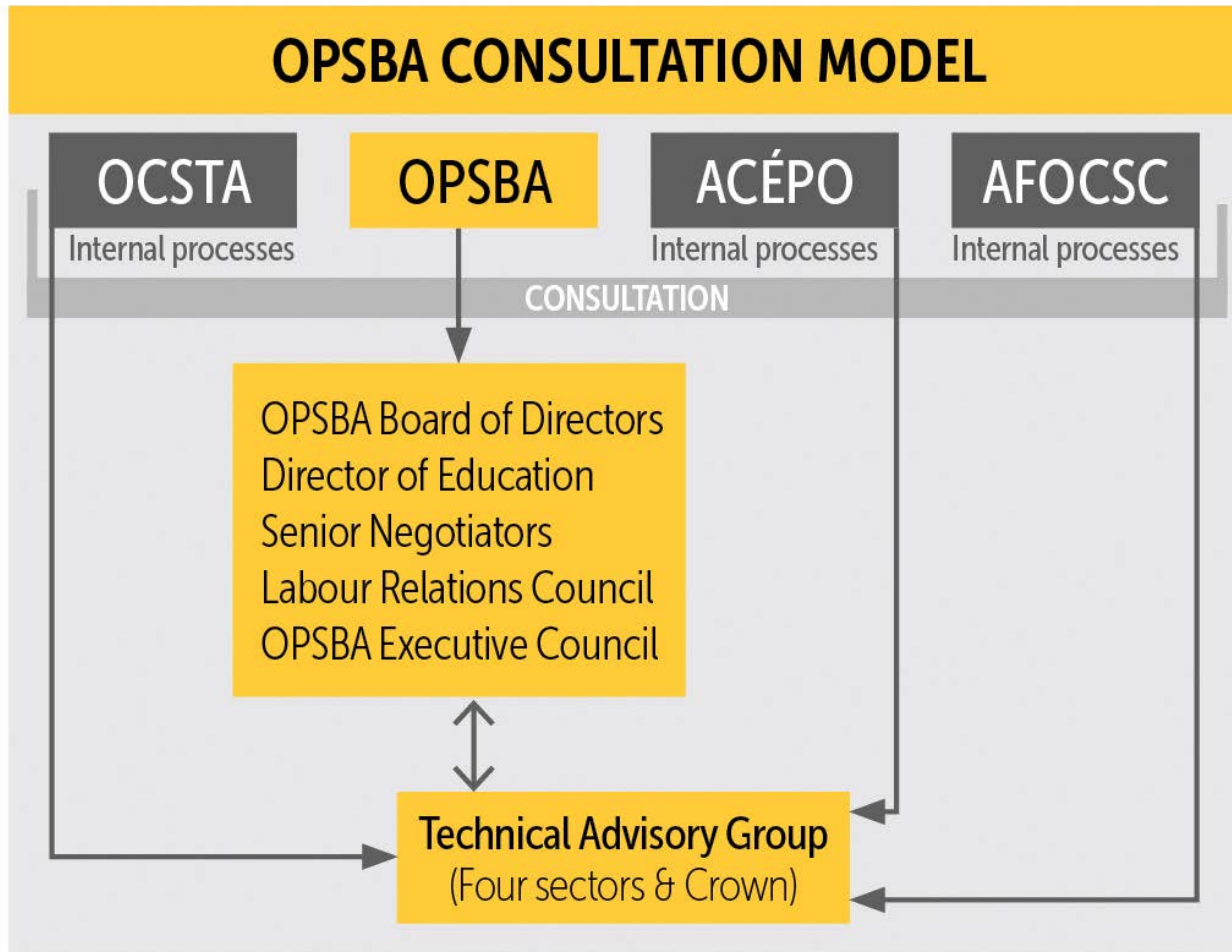 OPSBA CONSULTATION MODEL
OCSTA
Internal processes
OPSBA
ACÉPO
Internal processes
AFOCSC
Internal processes
CONSULTATION
OPSBA Board of Directors
Director of Education
Senior Negotiators
Labour Relations Council
OPSBA Executive Council
Technical Advisory Group
(Four sectors & Crown)